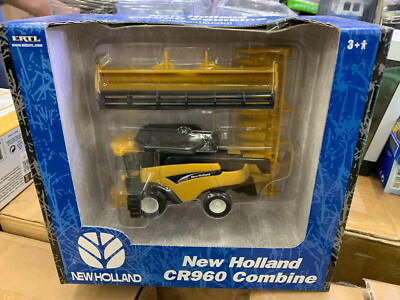 ERTL
3+
New Holland
CR960 Combine
NEW HOLLAND